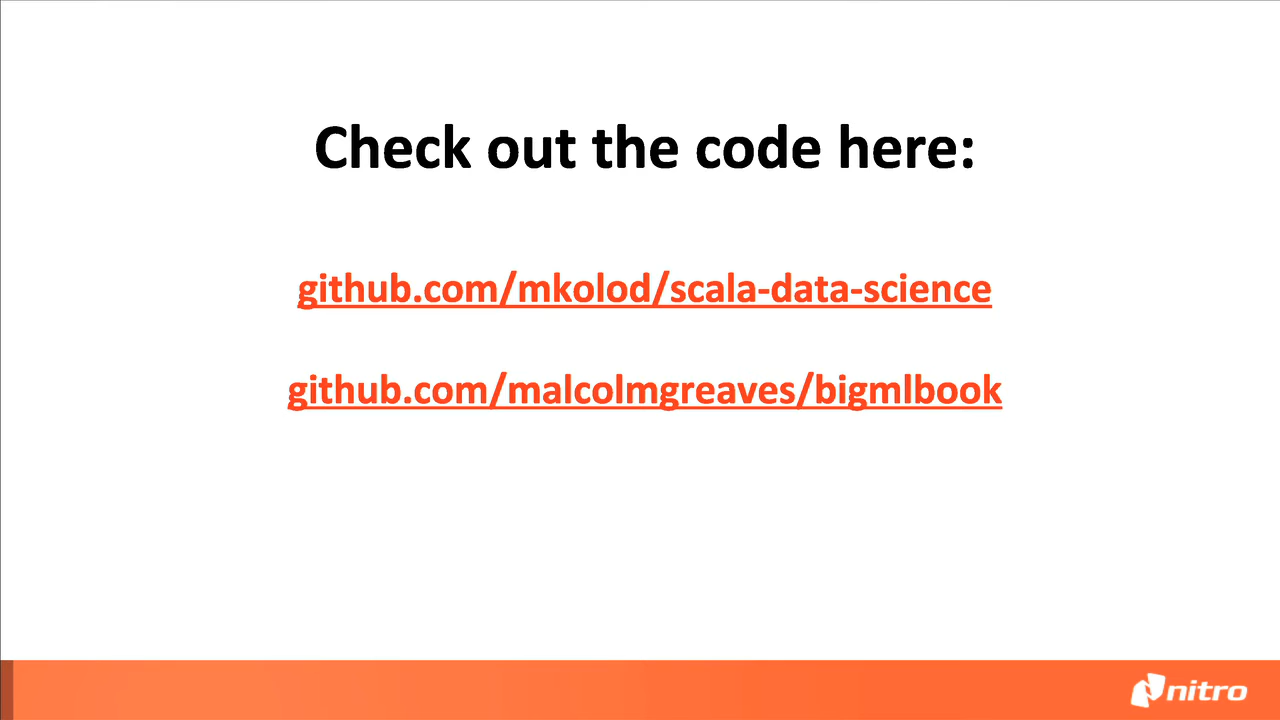 Check out the code here:
github.com/mkolod/scala-data-science
github.com/malcolmgreaves/bigmlbook
nitro